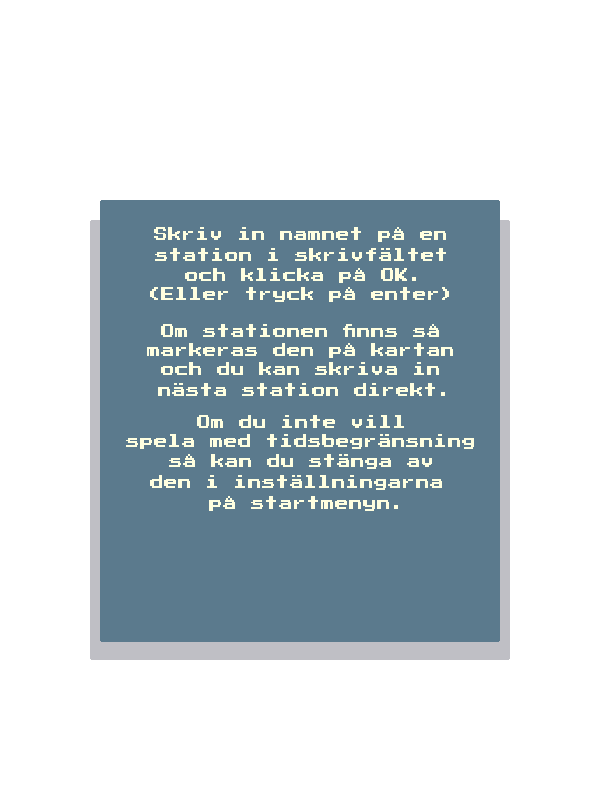 Skriv in namnet på en
station i skrivfältet
och klicka på OK.
(Eller tryck på enter)
Om stationen finns så
markeras den på kartan
och du kan skriva in
nästa station direkt.
Om du inte vill
spela med tidsbegränsning
så kan du stänga av
den i inställningarna
på startmenyn.